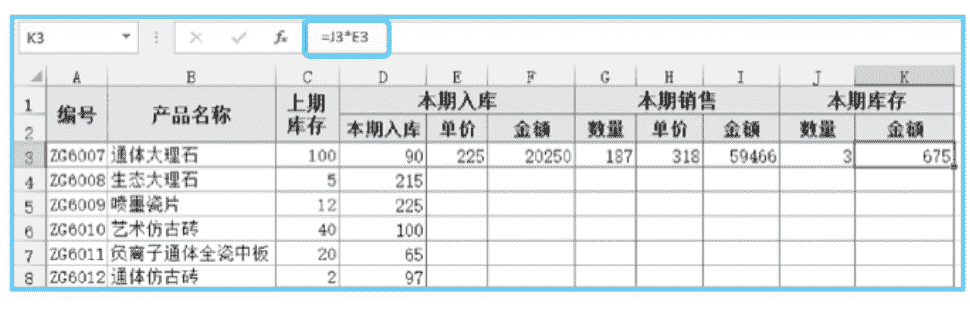 K3 fx =J3*E3
A B C D E F G H I J K
1 编号 产品名称 上期库存 本期入库 本期销售 本期库存
2 本期入库 单价 金额 数量 单价 金额 数量 金额
3 ZG6007 通体大理石 100 90 225 20250 187 318 59466 3 675
4 ZG6008 生态大理石 5 215
5 ZG6009 喷墨瓷片 12 225
6 ZG6010 艺术仿古砖 40 100
7 ZG6011 负离子通体全瓷中板 20 65
8 ZG6012 通体仿古砖 2 97